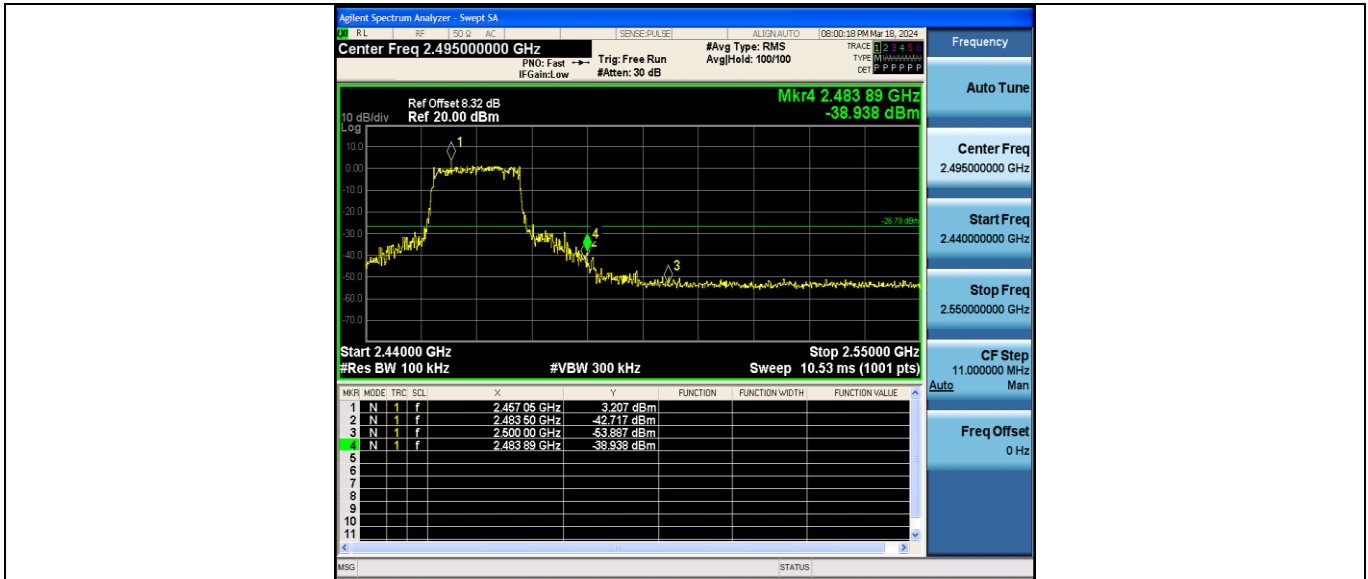 Agilent Spectrum Analyzer - Swept SA
LXI RL RF 50 Ω AC SENSE:PULSE ALIGN AUTO 08:00:18 PM Mar 18, 2024
Center Freq 2.495000000 GHz
PNO: Fast
IFGain:Low
Trig: Free Run
#Atten: 30 dB
#Avg Type: RMS
Avg|Hold: 100/100
TRACE 1 2 3 4 5 6
TYPE M WWWWW
DET P P P P P P
Mkr4 2.483 89 GHz
-38.938 dBm
Ref Offset 8.32 dB
10 dB/div Ref 20.00 dBm
Log
10.0
0.00
-10.0
-20.0
-30.0
-40.0
-50.0
-60.0
-70.0
1
-26.79 dBm
4
2
3
Start 2.44000 GHz Stop 2.55000 GHz
#Res BW 100 kHz #VBW 300 kHz Sweep 10.53 ms (1001 pts)
MKR MODE TRC SCL X Y FUNCTION FUNCTION WIDTH FUNCTION VALUE
1 N 1 f 2.457 05 GHz 3.207 dBm
2 N 1 f 2.483 50 GHz -42.717 dBm
3 N 1 f 2.500 00 GHz -53.887 dBm
4 N 1 f 2.483 89 GHz -38.938 dBm
5
6
7
8
9
10
11
MSG STATUS
Frequency
Auto Tune
Center Freq
2.495000000 GHz
Start Freq
2.440000000 GHz
Stop Freq
2.550000000 GHz
CF Step
11.000000 MHz
Auto Man
Freq Offset
0 Hz